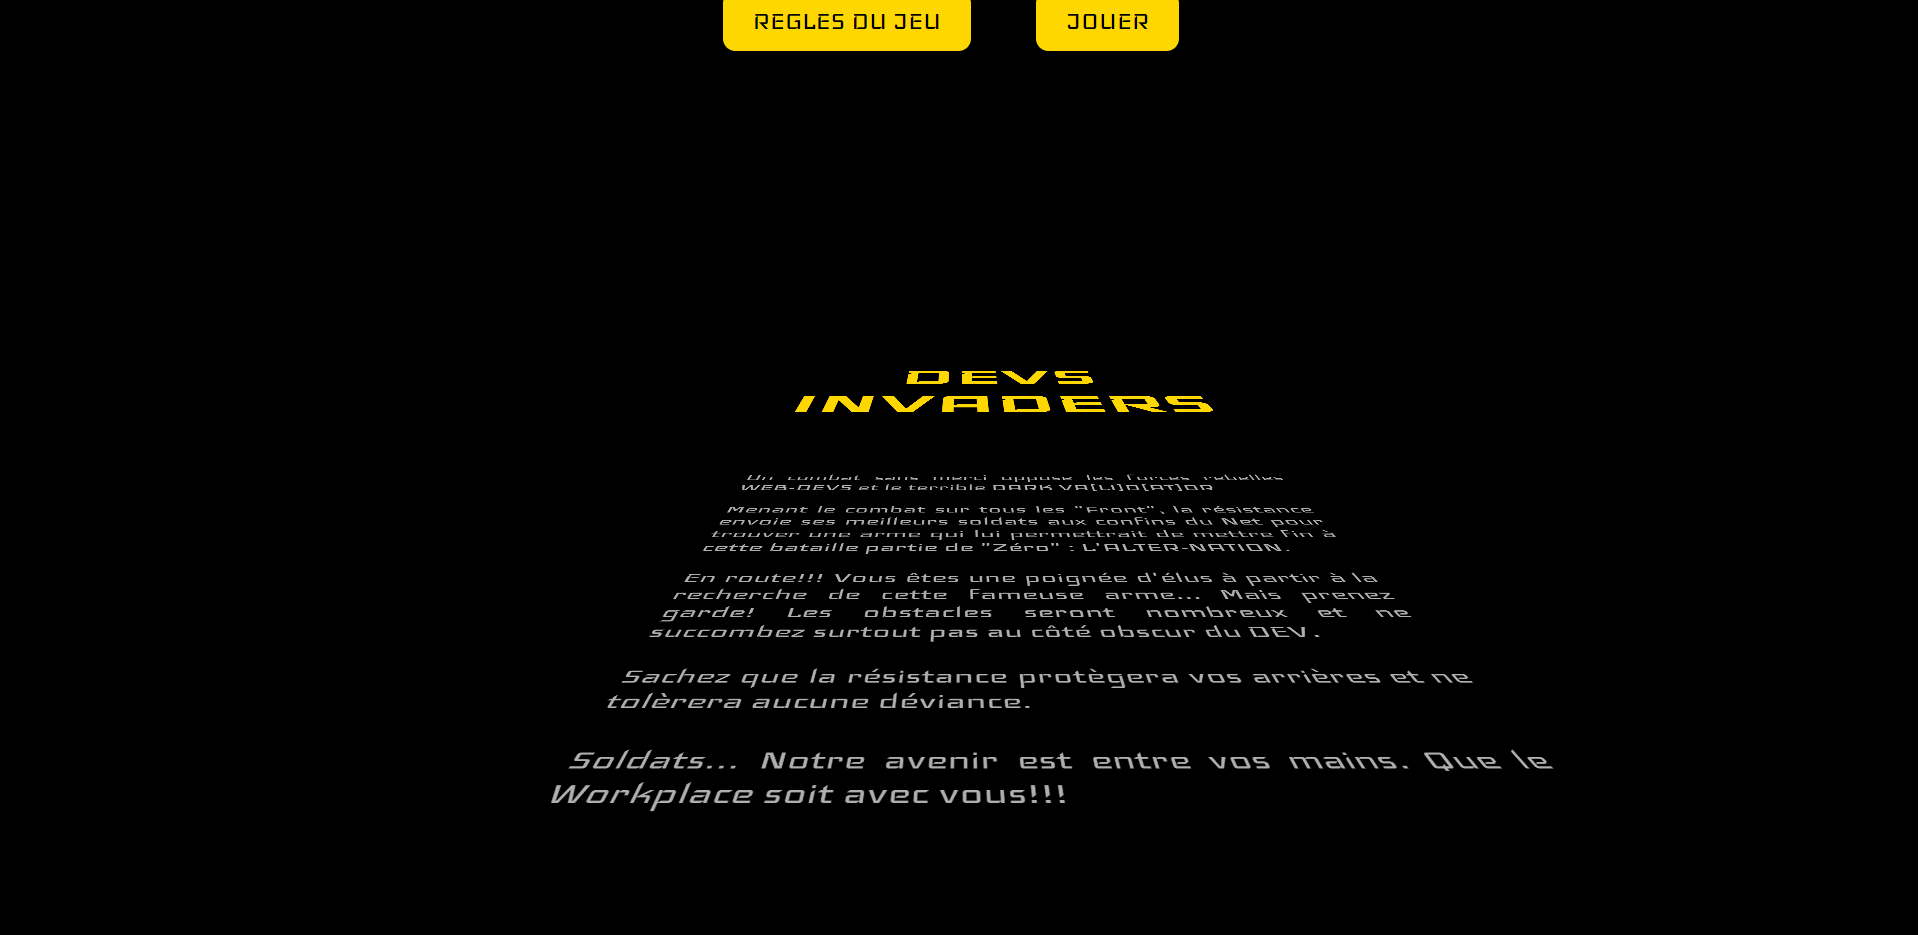 REGLES DU JEU
JOUER
DEVS
INVADERS
Un combat sans merci oppose les forces rebelles
WEB-DEVS et le terrible DARK VA[LI]D[AT]OR
Menant le combat sur tous les "Front", la résistance
envoie ses meilleurs soldats aux confins du Net pour
trouver une arme qui lui permettrait de mettre fin à
cette bataille partie de "Zéro" : L'ALTER-NATION.
En route!!! Vous êtes une poignée d'élus à partir à la
recherche de cette fameuse arme... Mais prenez
garde! Les obstacles seront nombreux et ne
succombez surtout pas au côté obscur du DEV.
Sachez que la résistance protègera vos arrières et ne
tolèrera aucune déviance.
Soldats... Notre avenir est entre vos mains. Que le
Workplace soit avec vous!!!